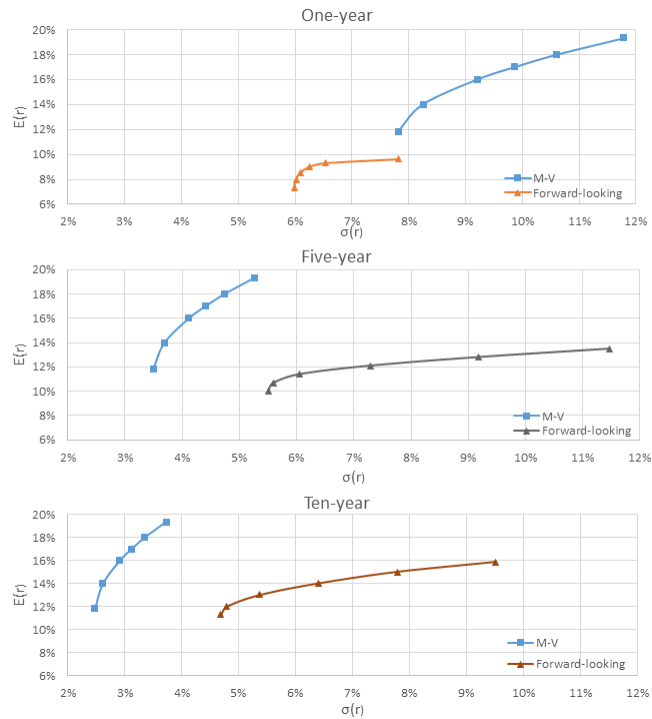 One-year
20%
18%
16%
14%
12%
10%
8%
6%
E(r)
M-V
Forward-looking
2% 3% 4% 5% 6% 7% 8% 9% 10% 11% 12%
σ(r)
Five-year
20%
18%
16%
14%
12%
10%
8%
6%
E(r)
M-V
Forward-looking
2% 3% 4% 5% 6% 7% 8% 9% 10% 11% 12%
σ(r)
Ten-year
20%
18%
16%
14%
12%
10%
8%
6%
E(r)
M-V
Forward-looking
2% 3% 4% 5% 6% 7% 8% 9% 10% 11% 12%
σ(r)